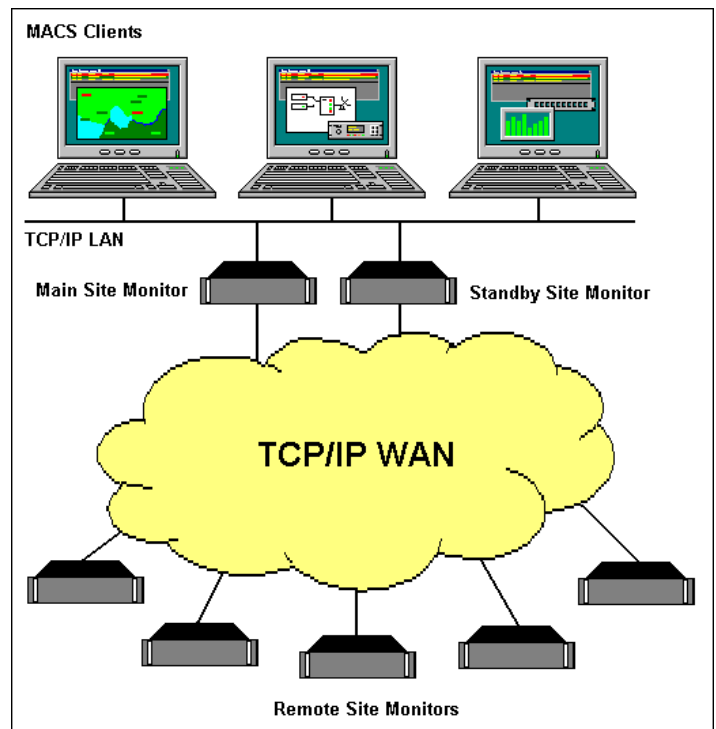 MACS Clients
TCP/IP LAN
Main Site Monitor
Standby Site Monitor
TCP/IP WAN
Remote Site Monitors